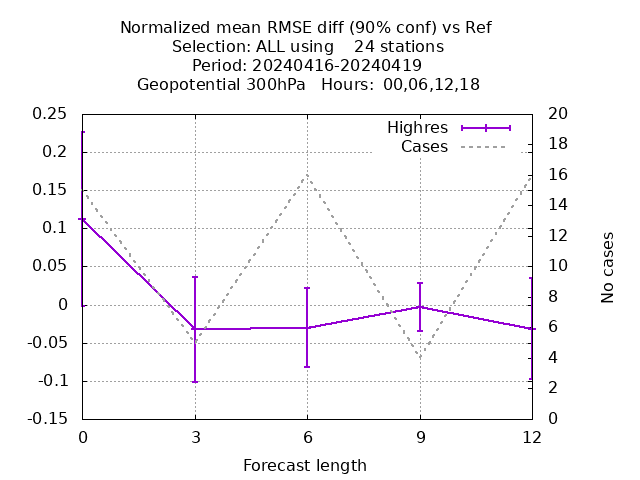 Normalized mean RMSE diff (90% conf) vs Ref
Selection: ALL using    24 stations
Period: 20240416-20240419
Geopotential 300hPa   Hours:  00,06,12,18
Highres
Cases
0.25
0.2
0.15
0.1
0.05
0
-0.05
-0.1
-0.15
20
18
16
14
12
10
8
6
4
2
0
No cases
0 3 6 9 12
Forecast length